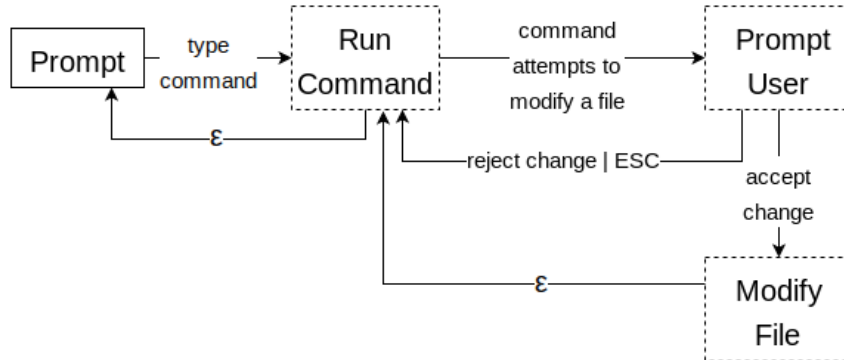 Prompt
type
command
Run
Command
command
attempts to
modify a file
Prompt
User
ε
reject change | ESC
accept
change
ε
Modify
File